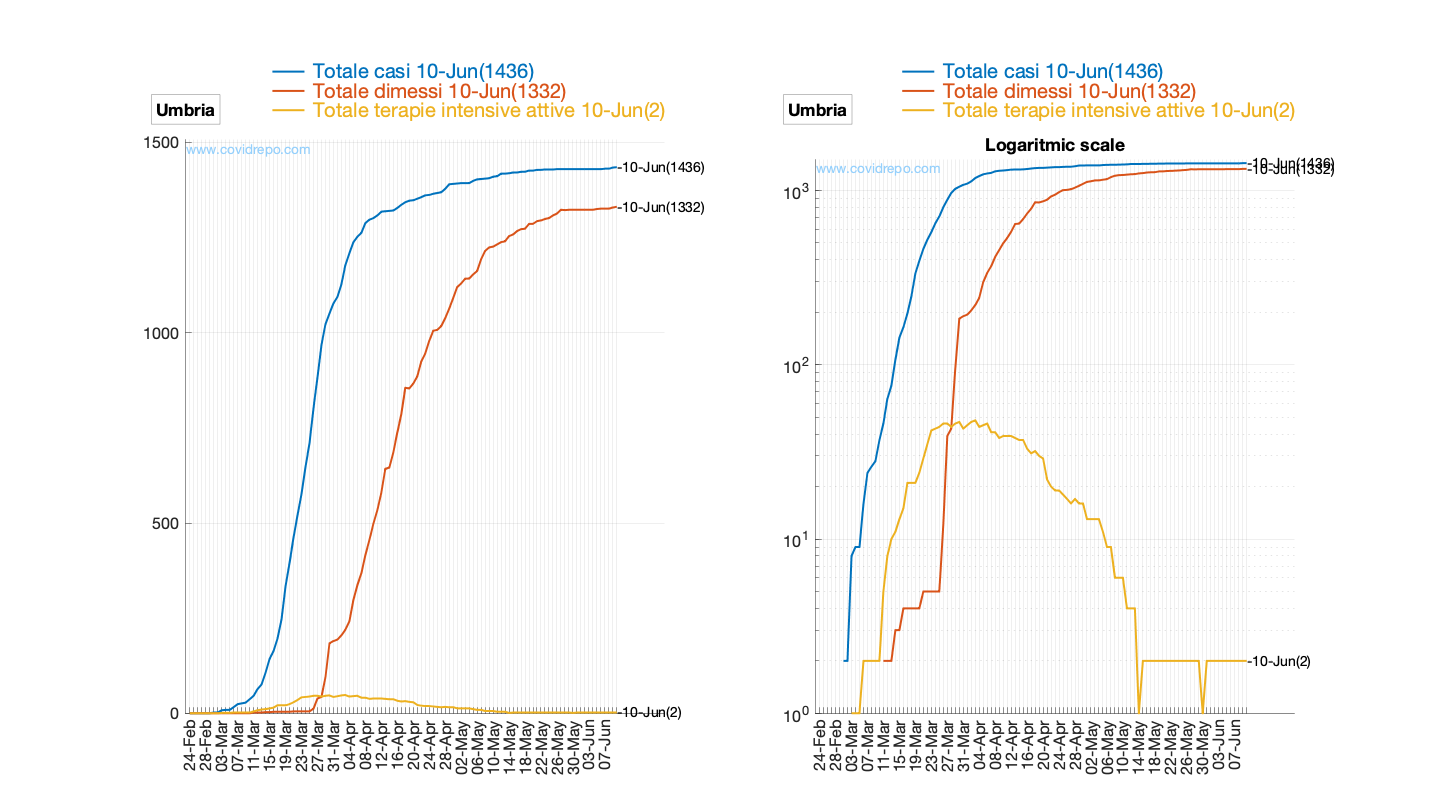 Totale casi 10-Jun(1436)
Totale dimessi 10-Jun(1332)
Totale terapie intensive attive 10-Jun(2)
Umbria
www.covidrepo.com
1500
1000
500
0
-10-Jun(1436)
-10-Jun(1332)
-10-Jun(2)
24-Feb
28-Feb
03-Mar
07-Mar
11-Mar
15-Mar
19-Mar
23-Mar
27-Mar
31-Mar
04-Apr
08-Apr
12-Apr
16-Apr
20-Apr
24-Apr
28-Apr
02-May
06-May
10-May
14-May
18-May
22-May
26-May
30-May
03-Jun
07-Jun
Totale casi 10-Jun(1436)
Totale dimessi 10-Jun(1332)
Totale terapie intensive attive 10-Jun(2)
Umbria
Logaritmic scale
www.covidrepo.com
10^3
10^2
10^1
10^0
-10-Jun(1436)
-10-Jun(1332)
-10-Jun(2)
24-Feb
28-Feb
03-Mar
07-Mar
11-Mar
15-Mar
19-Mar
23-Mar
27-Mar
31-Mar
04-Apr
08-Apr
12-Apr
16-Apr
20-Apr
24-Apr
28-Apr
02-May
06-May
10-May
14-May
18-May
22-May
26-May
30-May
03-Jun
07-Jun